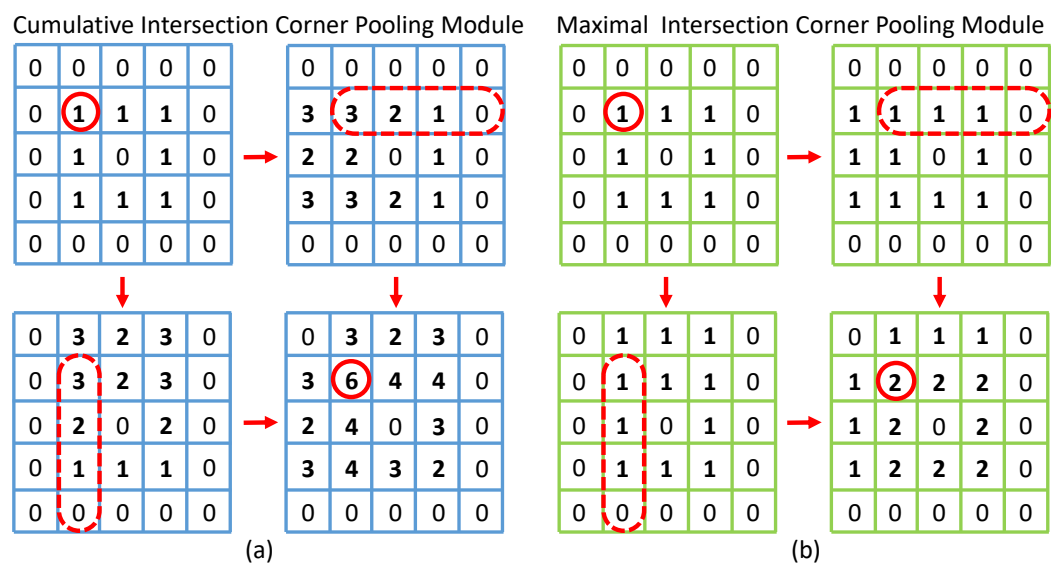 Cumulative Intersection Corner Pooling Module
Maximal Intersection Corner Pooling Module
0 0 0 0 0
0 1 1 1 0
0 1 0 1 0
0 1 1 1 0
0 0 0 0 0
0 0 0 0 0
3 3 2 1 0
2 2 0 1 0
3 3 2 1 0
0 0 0 0 0
0 0 0 0 0
0 1 1 1 0
0 1 0 1 0
0 1 1 1 0
0 0 0 0 0
0 0 0 0 0
1 1 1 1 0
1 1 0 1 0
1 1 1 1 0
0 0 0 0 0
0 3 2 3 0
0 3 2 3 0
0 2 0 2 0
0 1 1 1 0
0 0 0 0 0
0 3 2 3 0
3 6 4 4 0
2 4 0 3 0
3 4 3 2 0
0 0 0 0 0
0 1 1 1 0
0 1 1 1 0
0 1 0 1 0
0 1 1 1 0
0 0 0 0 0
0 1 1 1 0
1 2 2 2 0
1 2 0 2 0
1 2 2 2 0
0 0 0 0 0
(a)
(b)